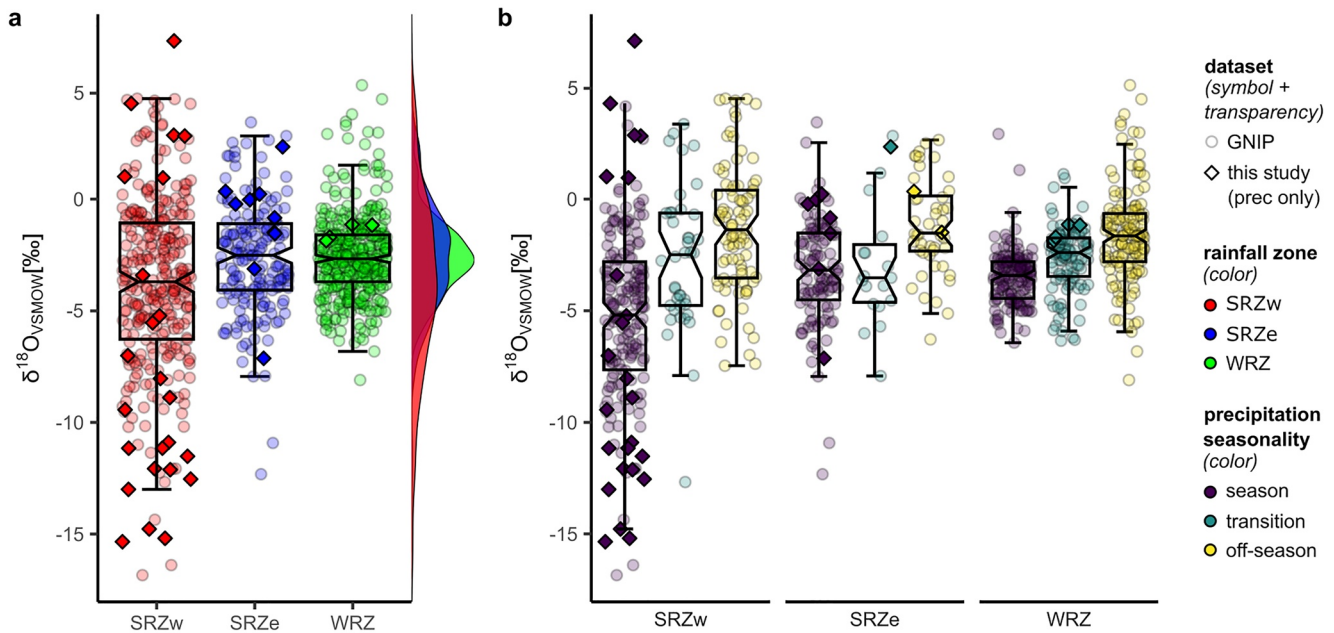 a
δ18OVSMOW[‰]
5
0
-5
-10
-15
SRZw
SRZe
WRZ
b
δ18OVSMOW[‰]
5
0
-5
-10
-15
SRZw
SRZe
WRZ
dataset
(symbol +
transparency)
GNIP
this study
(prec only)
rainfall zone
(color)
SRZw
SRZe
WRZ
precipitation
seasonality
(color)
season
transition
off-season